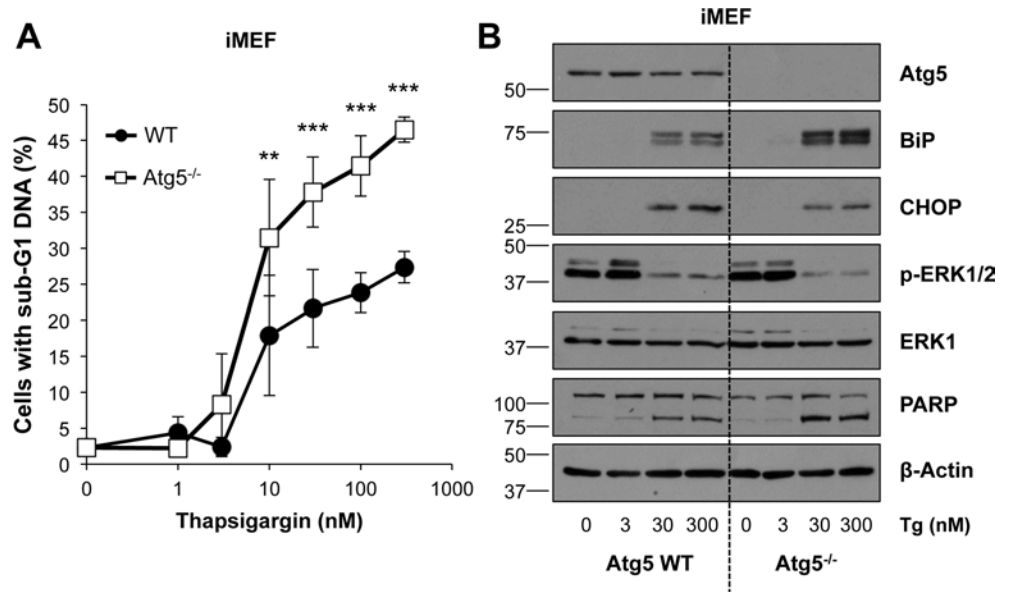 A
iMEF
Cells with sub-G1 DNA (%)
50
45
40
35
30
25
20
15
10
5
0
WT
Atg5-/-
**
***
***
***
0
1
10
100
1000
Thapsigargin (nM)
B
iMEF
50
Atg5
75
BiP
25
CHOP
50
37
p-ERK1/2
37
ERK1
100
75
PARP
50
37
β-Actin
0 3 30 300 0 3 30 300 Tg (nM)
Atg5 WT Atg5-/-